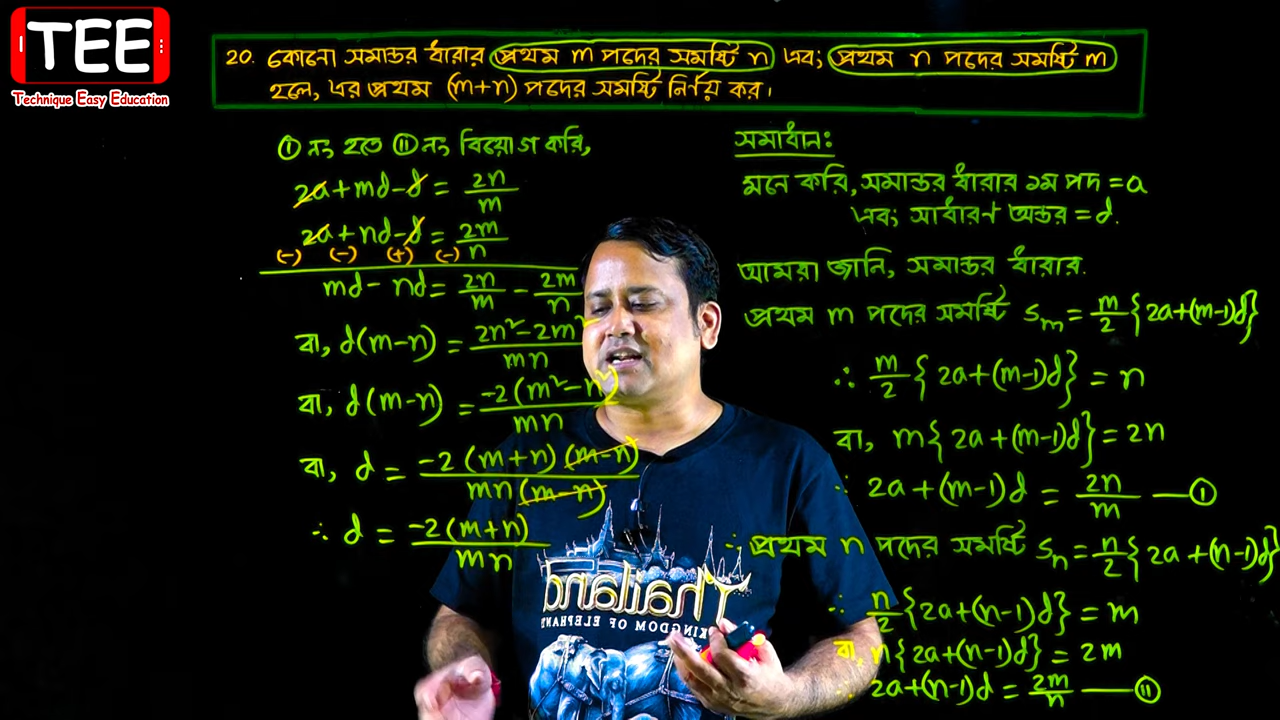 TEE
Technique Easy Education
20. কোনো সমান্তর ধারার প্রথম m পদের সমষ্টি n এবং প্রথম n পদের সমষ্টি m
হলে, এর প্রথম (m+n) পদের সমষ্টি নির্ণয় কর।
① নং হতে ⑪ নং বিয়োগ করি,
2a+md-d = 2n/m
2a+nd-d = 2m/n
(-) (-) (+) (-)
md-nd = 2n/m - 2m/n
বা, d(m-n) = 2n²-2m²/mn
বা, d(m-n) = -2(m²-n²)/mn
বা, d = -2(m+n)(m-n)/mn(m-n)
∴ d = -2(m+n)/mn
সমাধান:
মনে করি, সমান্তর ধারার ১ম পদ = a
এবং সাধারণ অন্তর = d.
আমরা জানি, সমান্তর ধারার
প্রথম m পদের সমষ্টি Sm = m/2{2a+(m-1)d}
∴ m/2{2a+(m-1)d} = n
বা, m{2a+(m-1)d} = 2n
∴ 2a+(m-1)d = 2n/m —①
∴ প্রথম n পদের সমষ্টি Sn = n/2{2a+(n-1)d}
∴ n/2{2a+(n-1)d} = m
বা, n{2a+(n-1)d} = 2m
∴ 2a+(n-1)d = 2m/n —⑪
Thailand
KINGDOM OF ELEPHANT